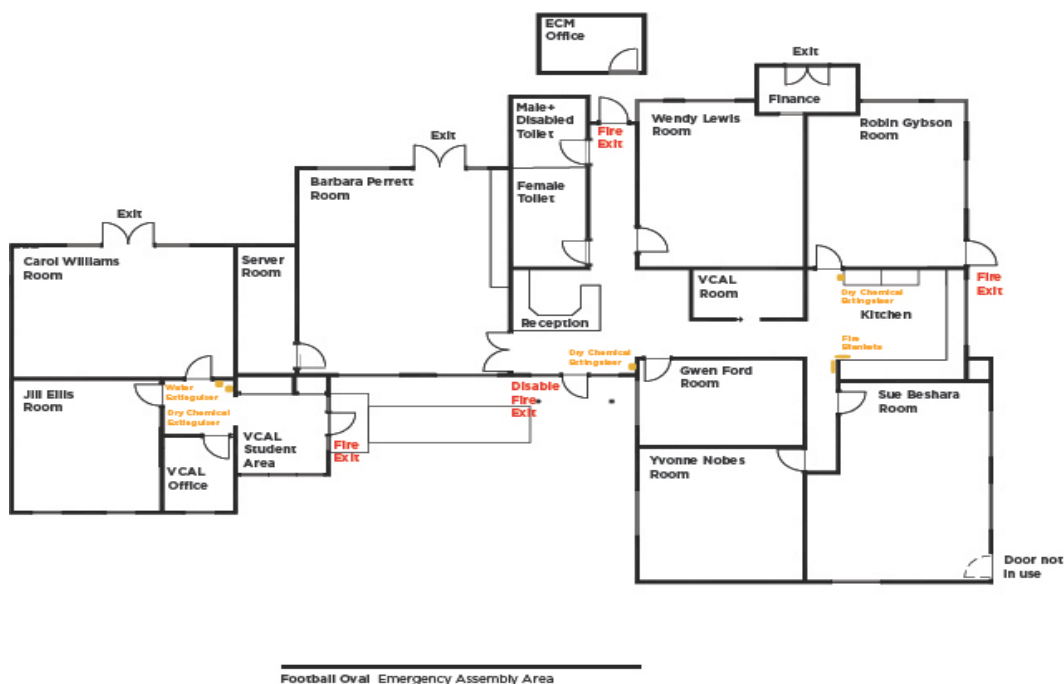 ECM
Office
Exit
Finance
Male+
Disabled
Toilet
Fire
Exit
Wendy Lewis
Room
Robin Gybson
Room
Exit
Barbara Perrett
Room
Female
Toilet
Exit
Carol Williams
Room
Server
Room
VCAL
Room
Fire
Exit
Dry Chemical
Extingsiser
Kitchen
Reception
Fire
Blankets
Dry Chemical
Extingsiser
Gwen Ford
Room
Jill Ellis
Room
Water
Extinguiser
Dry Chemical
Extinguiser
Disable
Fire
Exit
Sue Beshara
Room
VCAL
Student
Area
Fire
Exit
VCAL
Office
Yvonne Nobes
Room
Door not
in use
Football Oval Emergency Assembly Area